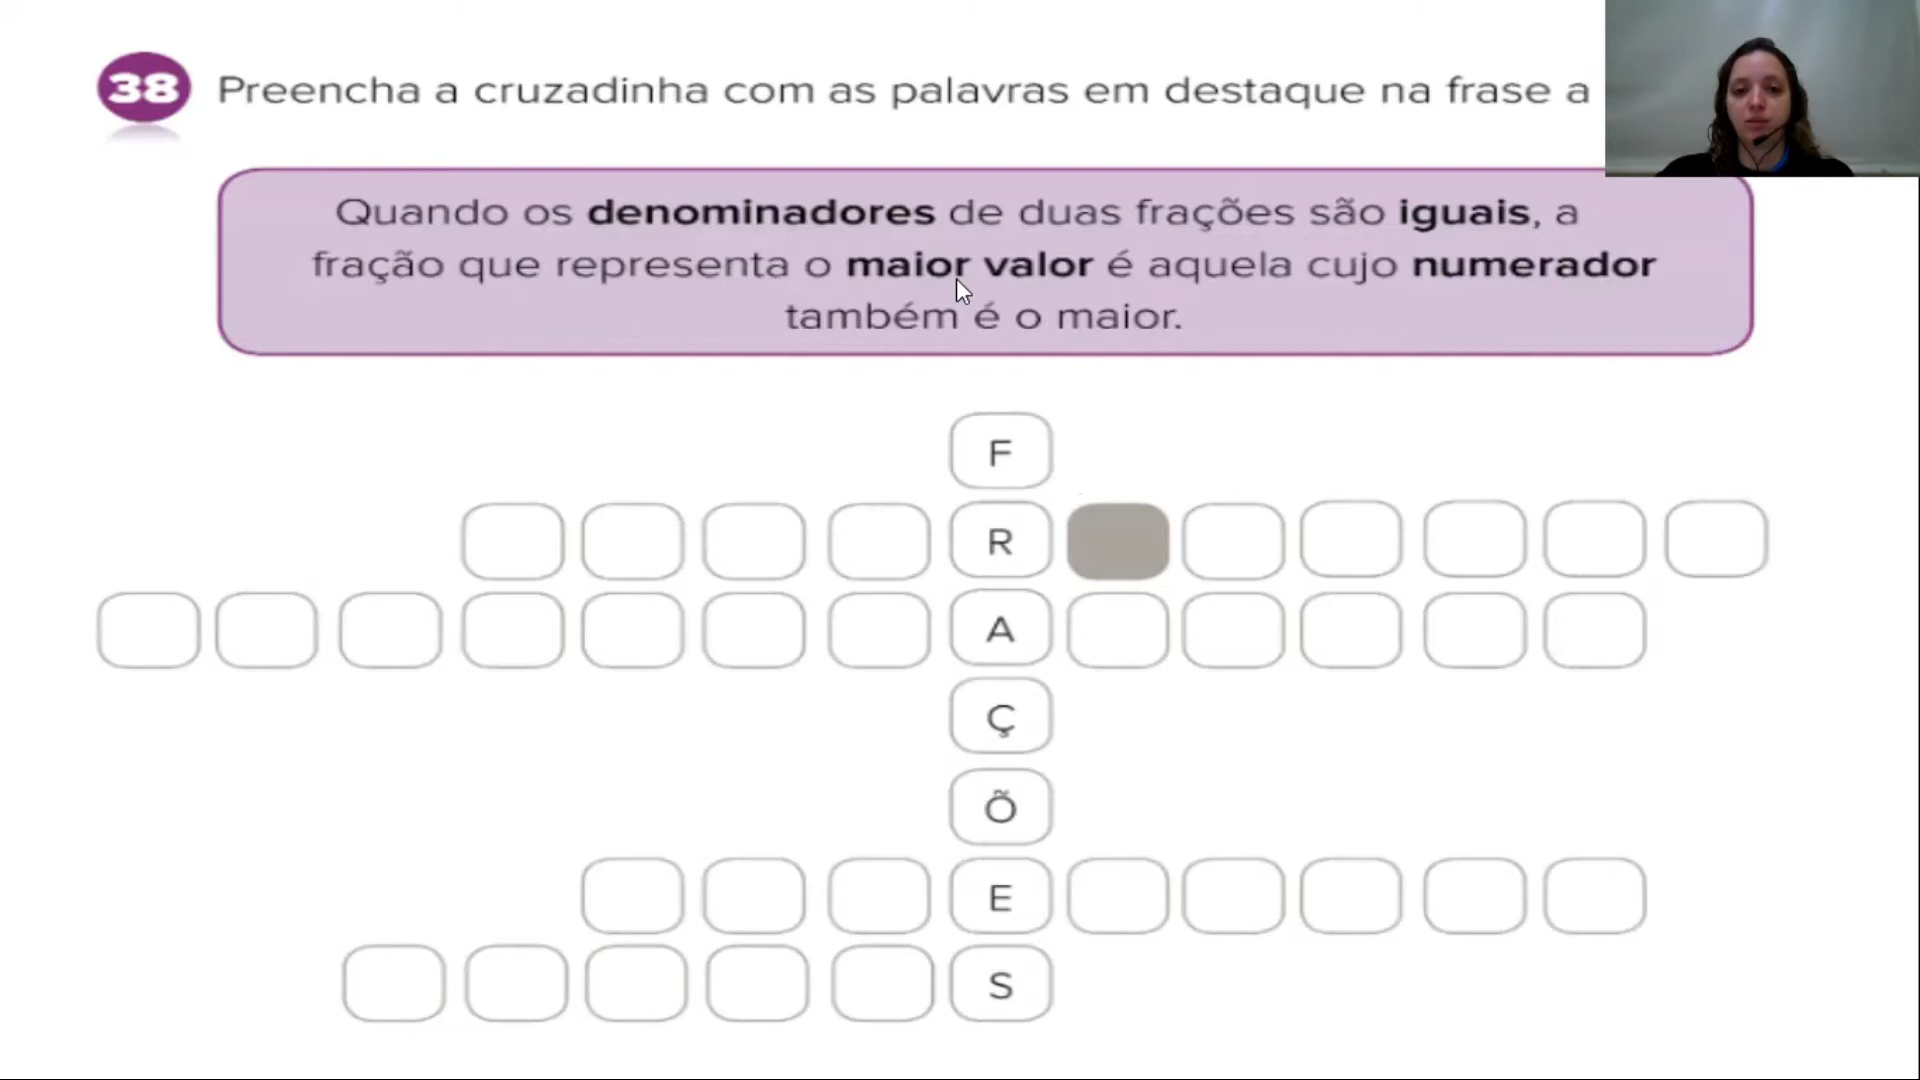 38 Preencha a cruzadinha com as palavras em destaque na frase a
Quando os denominadores de duas frações são iguais, a
fração que representa o maior valor é aquela cujo numerador
também é o maior.
F
R
A
Ç
Õ
E
S